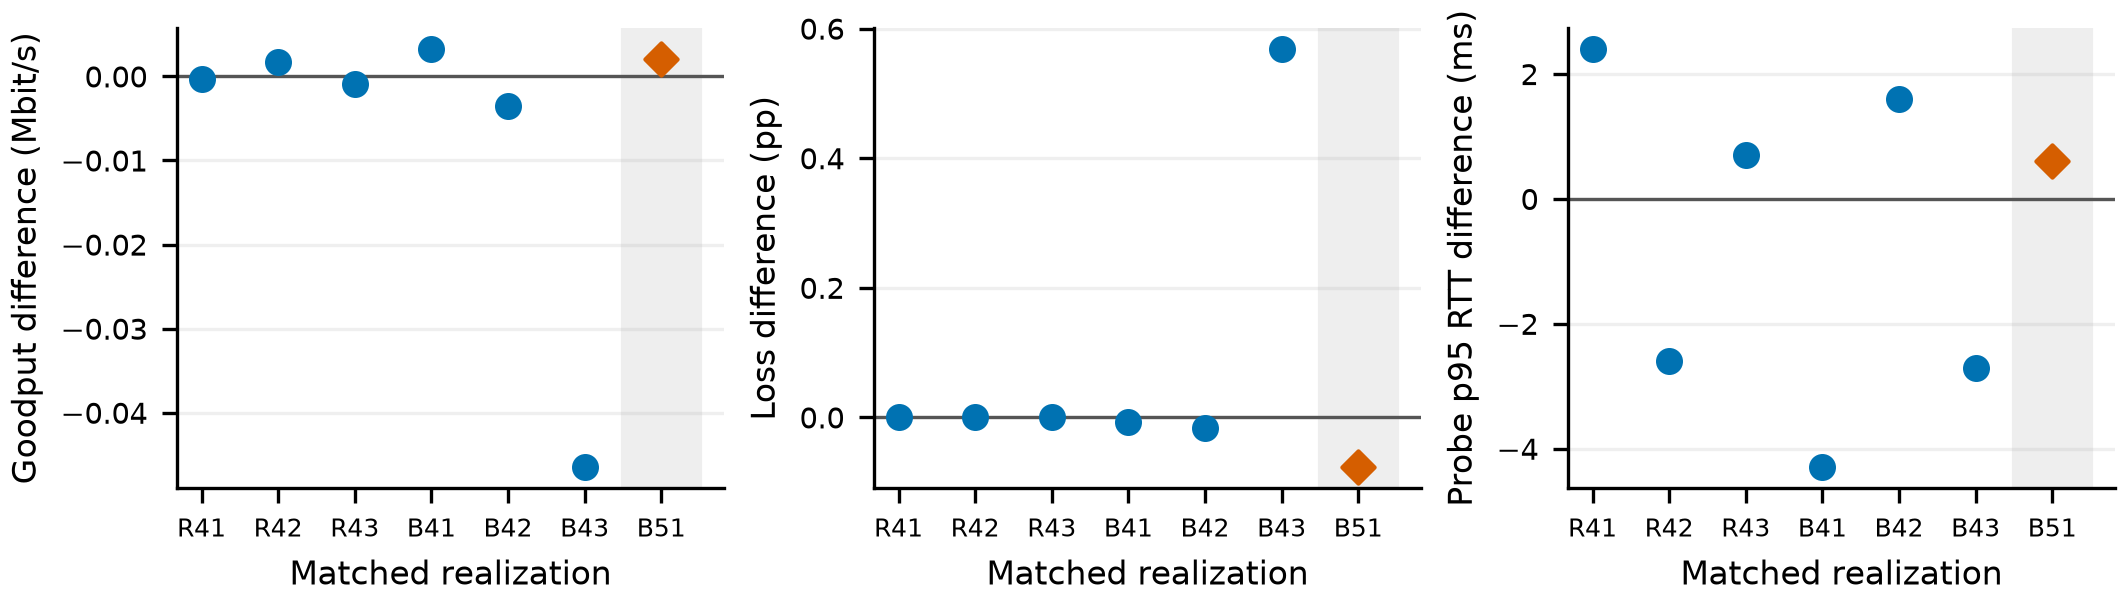 Goodput difference (Mbit/s)
0.00
−0.01
−0.02
−0.03
−0.04
R41 R42 R43 B41 B42 B43 B51
Matched realization
Loss difference (pp)
0.6
0.4
0.2
0.0
R41 R42 R43 B41 B42 B43 B51
Matched realization
Probe p95 RTT difference (ms)
2
0
−2
−4
R41 R42 R43 B41 B42 B43 B51
Matched realization